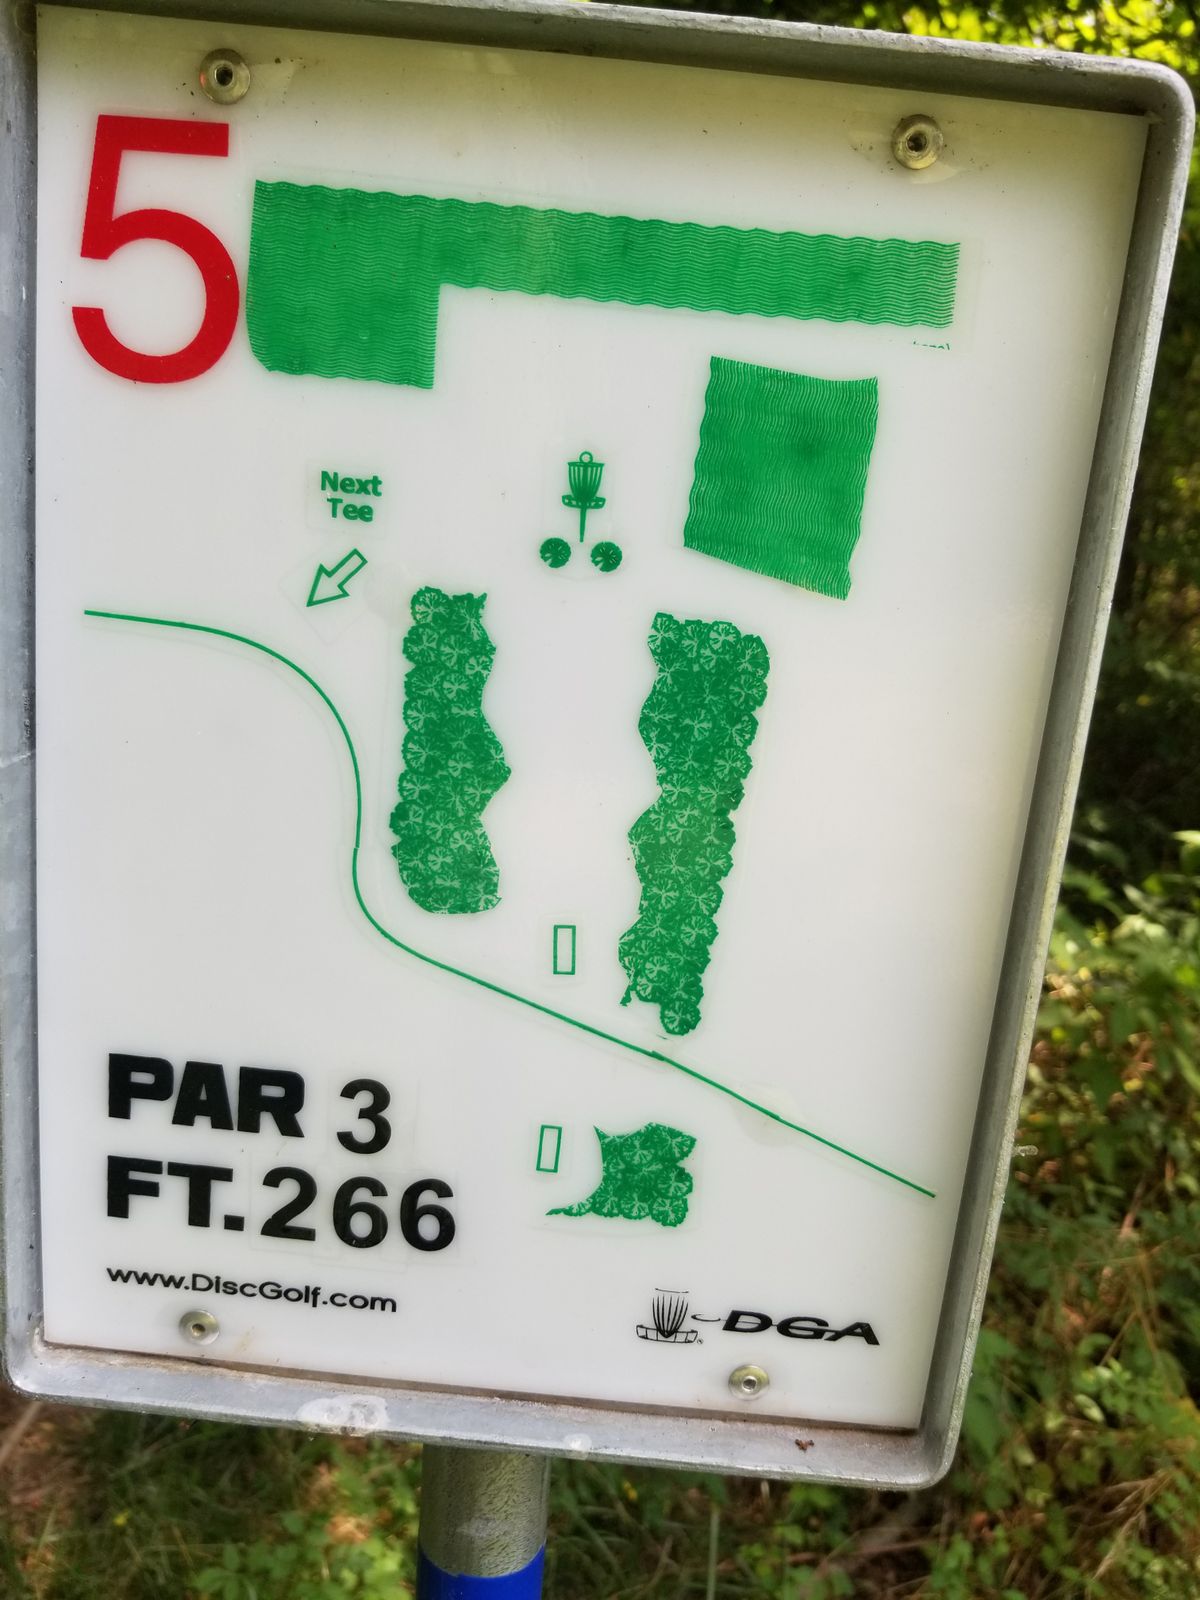 5
Next
Tee
PAR 3
FT. 266
www.DiscGolf.com
DGA